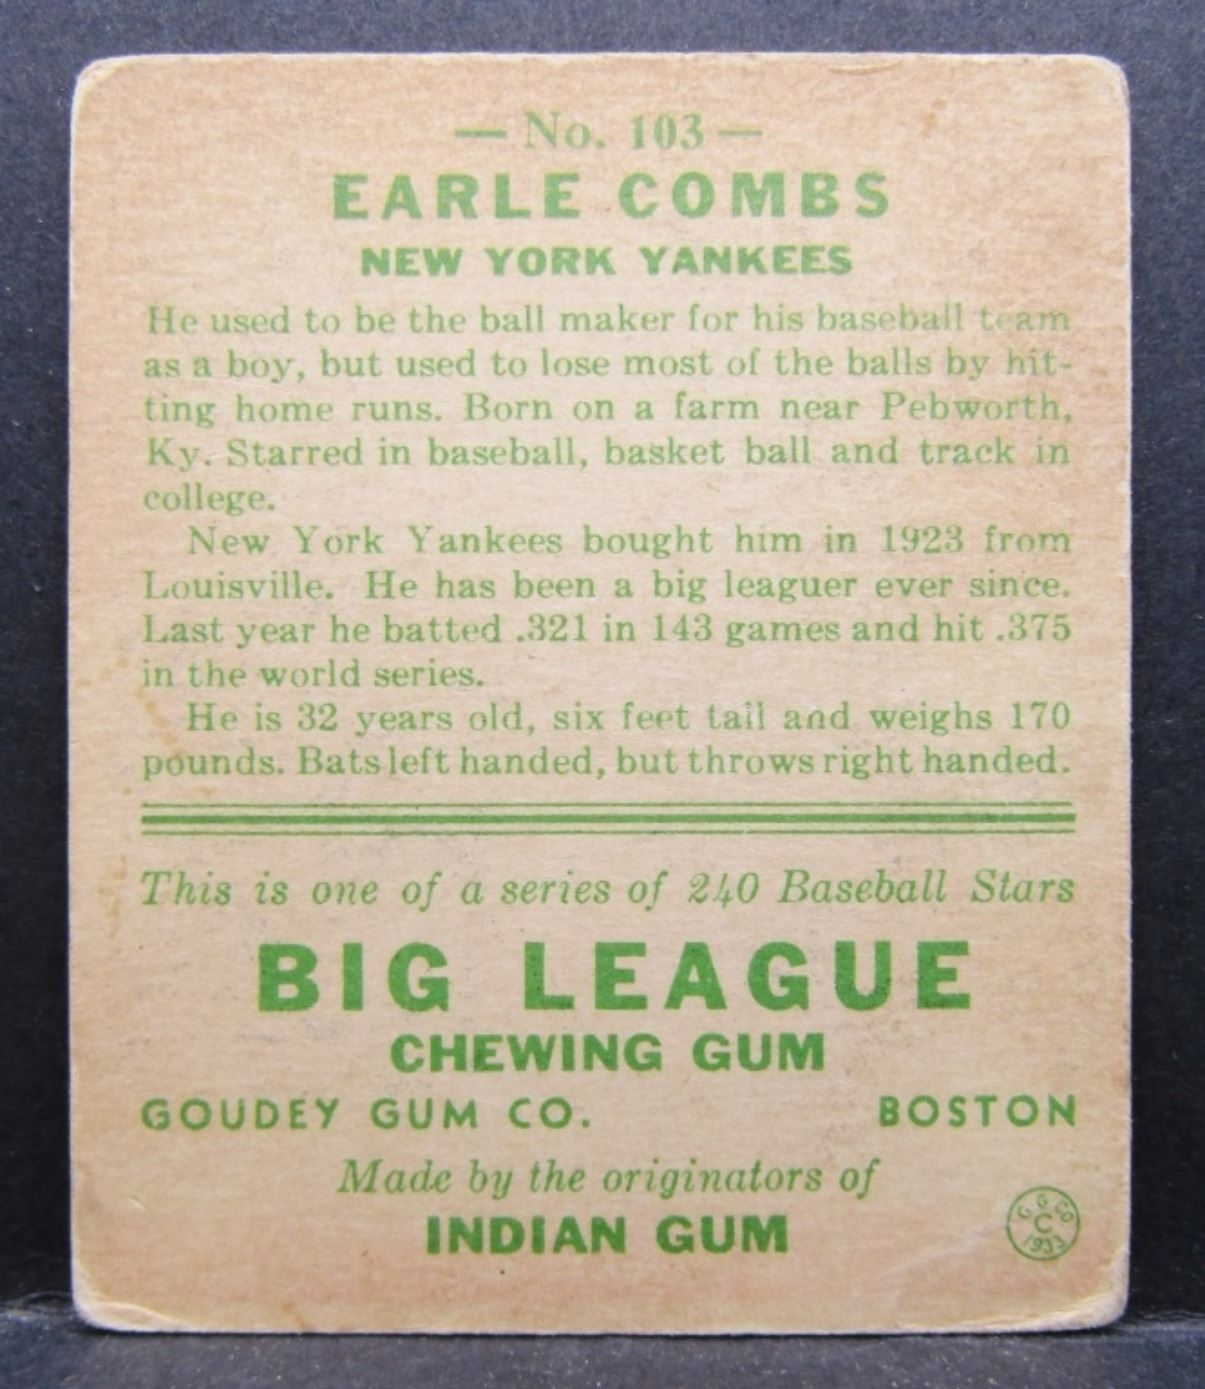 — No. 103 —
EARLE COMBS
NEW YORK YANKEES
He used to be the ball maker for his baseball team
as a boy, but used to lose most of the balls by hit-
ting home runs. Born on a farm near Pebworth,
Ky. Starred in baseball, basket ball and track in
college.
New York Yankees bought him in 1923 from
Louisville. He has been a big leaguer ever since.
Last year he batted .321 in 143 games and hit .375
in the world series.
He is 32 years old, six feet tall and weighs 170
pounds. Bats left handed, but throws right handed.
This is one of a series of 240 Baseball Stars
BIG LEAGUE
CHEWING GUM
GOUDEY GUM CO. BOSTON
Made by the originators of
INDIAN GUM
G G CO
C
1933